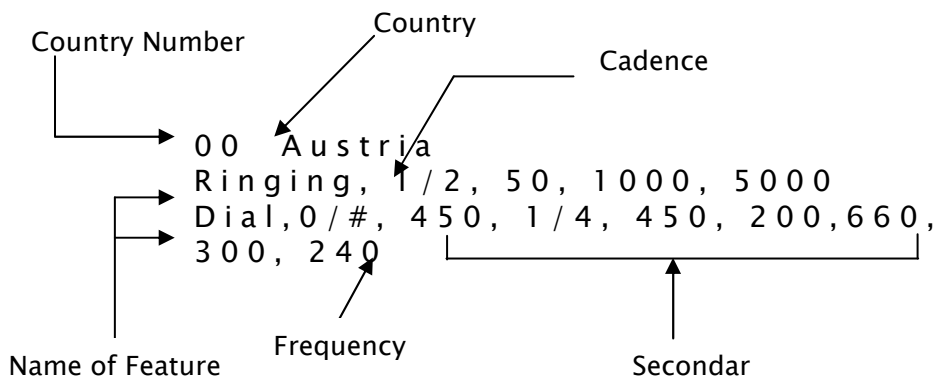 Country
Country Number
Cadence
00 Austria
Ringing, 1/2, 50, 1000, 5000
Dial,0/#, 450, 1/4, 450, 200,660,
300, 240
Frequency
Name of Feature
Secondar